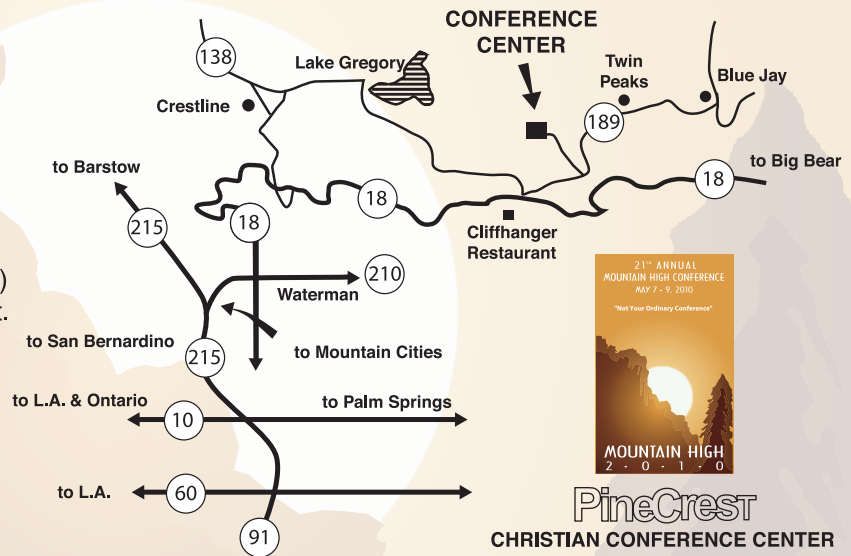 CONFERENCE
CENTER
138
Lake Gregory
Twin
Peaks
Blue Jay
Crestline
189
to Barstow
to Big Bear
18
18
18
215
Cliffhanger
Restaurant
)
t.
210
Waterman
to San Bernardino
215
to Mountain Cities
to L.A. & Ontario
10
to Palm Springs
to L.A.
60
91
21ST ANNUAL
MOUNTAIN HIGH CONFERENCE
MAY 7 - 9, 2010
"Not Your Ordinary Conference"
MOUNTAIN HIGH
2 · 0 · 1 · 0
PineCrest
CHRISTIAN CONFERENCE CENTER